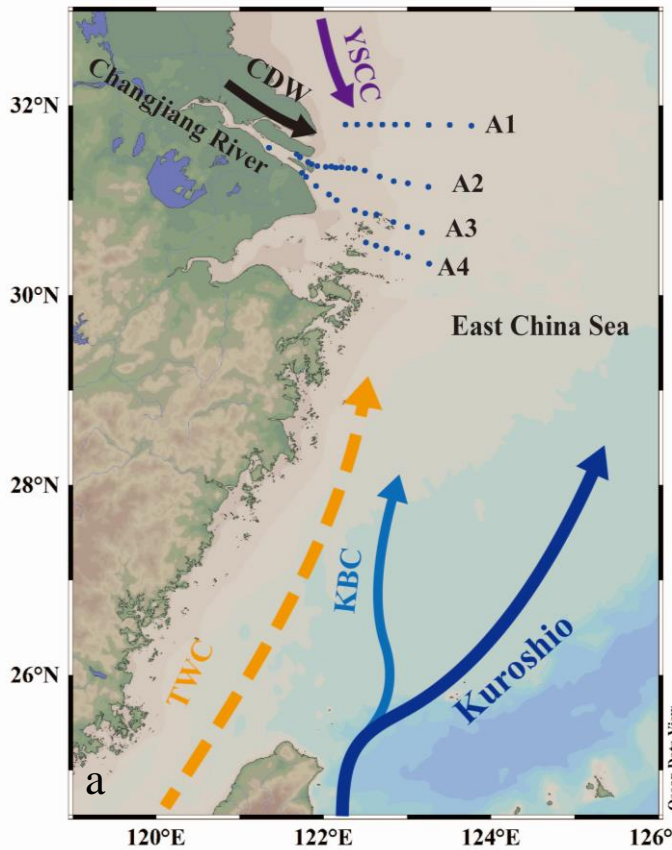 YSCC
CDW
Changjiang River
32°N
A1
A2
A3
A4
30°N
East China Sea
28°N
KBC
TWC
Kuroshio
26°N
a
120°E
122°E
124°E
126°